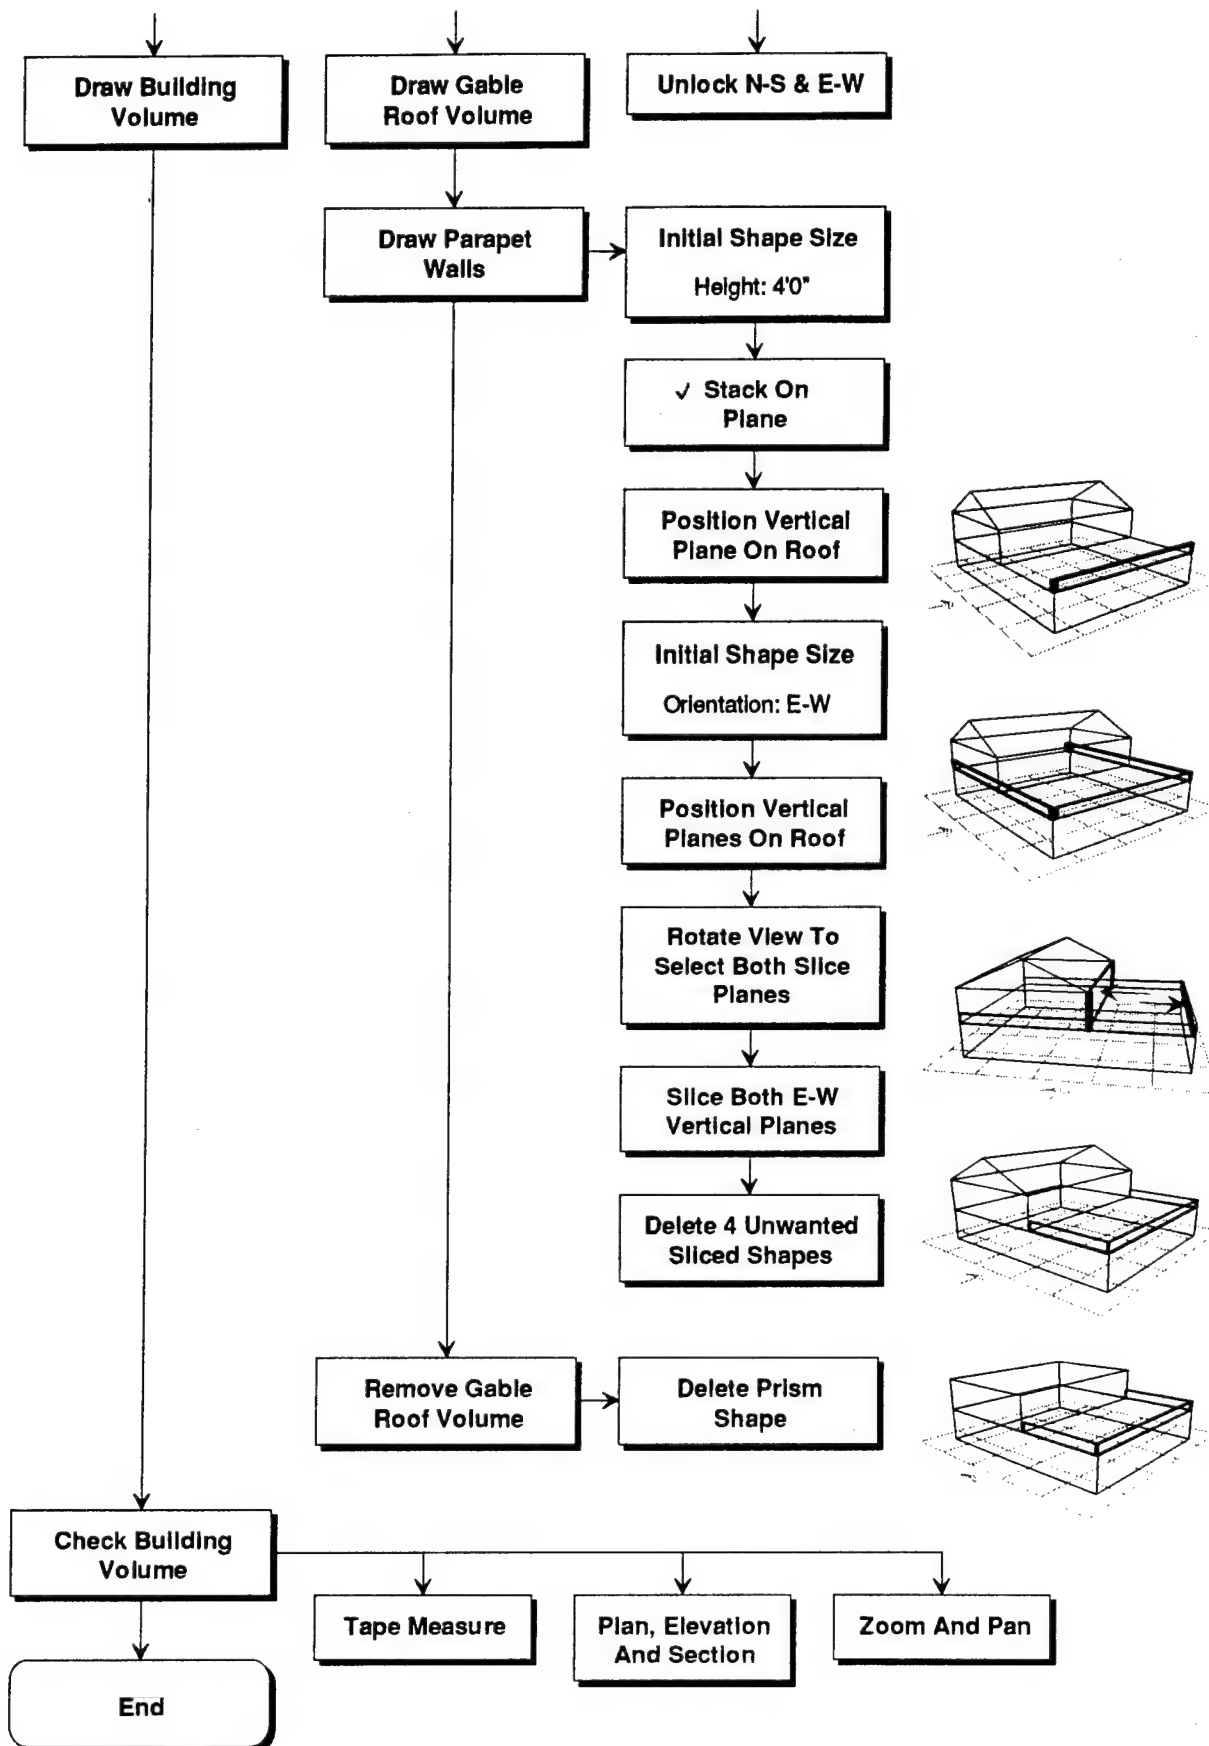 Draw Building
Volume
Draw Gable
Roof Volume
Unlock N-S & E-W
Draw Parapet
Walls
Initial Shape Size
Height: 4'0"
✓ Stack On
Plane
Position Vertical
Plane On Roof
Initial Shape Size
Orientation: E-W
Position Vertical
Planes On Roof
Rotate View To
Select Both Slice
Planes
Slice Both E-W
Vertical Planes
Delete 4 Unwanted
Sliced Shapes
Remove Gable
Roof Volume
Delete Prism
Shape
Check Building
Volume
Tape Measure
Plan, Elevation
And Section
Zoom And Pan
End